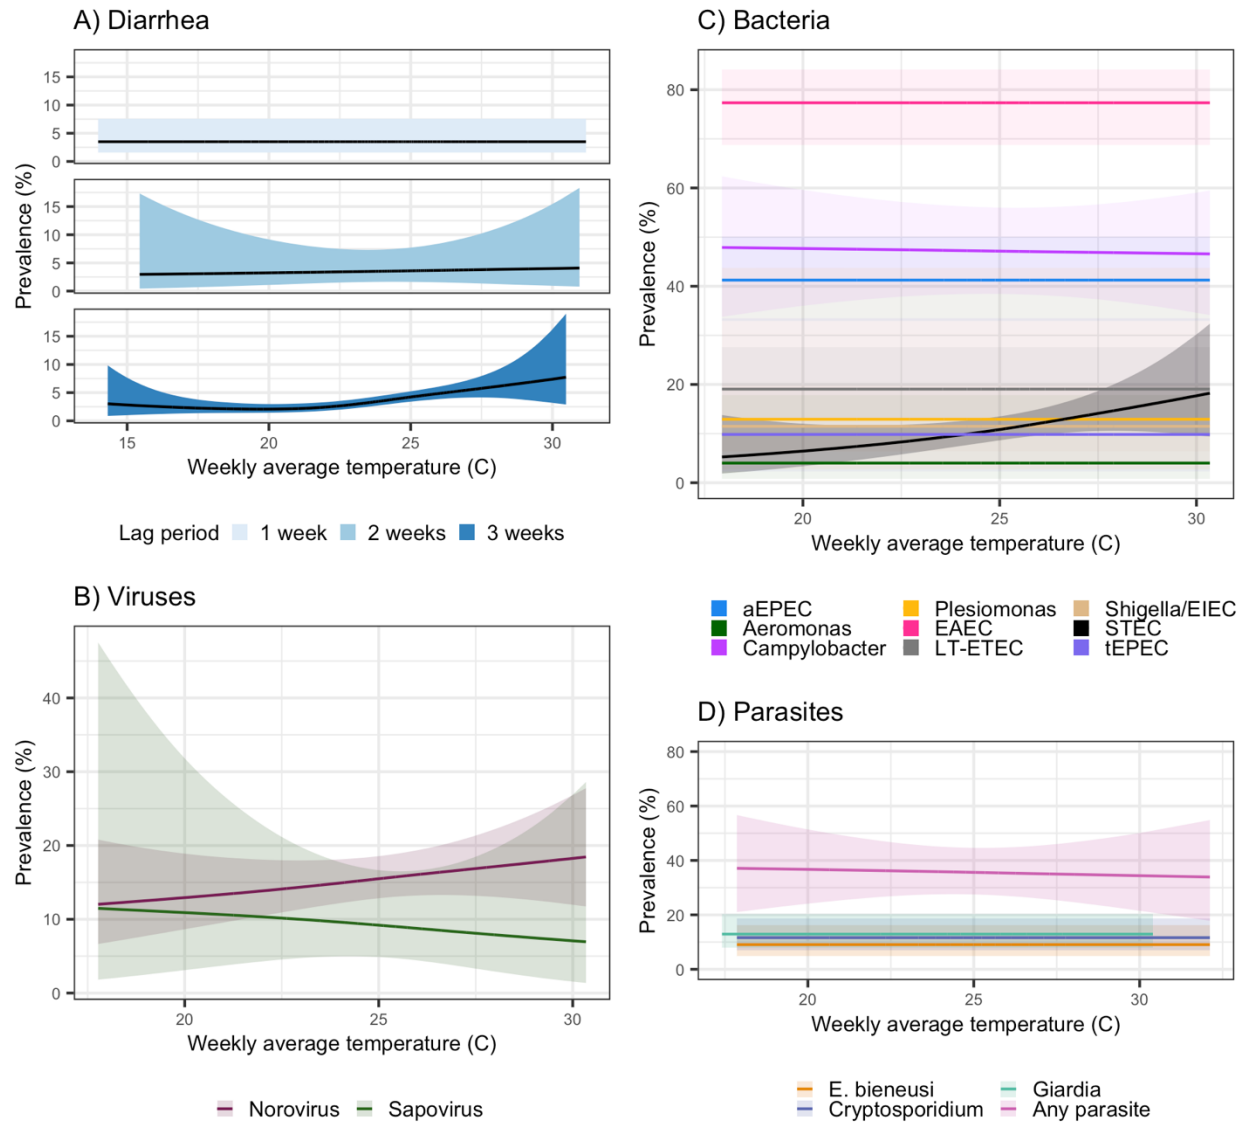 A) Diarrhea
Prevalence (%)
15
10
5
0
15
10
5
0
15
10
5
0
15 20 25 30
Weekly average temperature (C)
Lag period 1 week 2 weeks 3 weeks
B) Viruses
Prevalence (%)
40
30
20
10
0
20 25 30
Weekly average temperature (C)
Norovirus Sapovirus
C) Bacteria
Prevalence (%)
80
60
40
20
0
20 25 30
Weekly average temperature (C)
aEPEC Plesiomonas Shigella/EIEC
Aeromonas EAEC STEC
Campylobacter LT-ETEC tEPEC
D) Parasites
Prevalence (%)
80
60
40
20
0
20 25 30
Weekly average temperature (C)
E. bieneusi Giardia
Cryptosporidium Any parasite